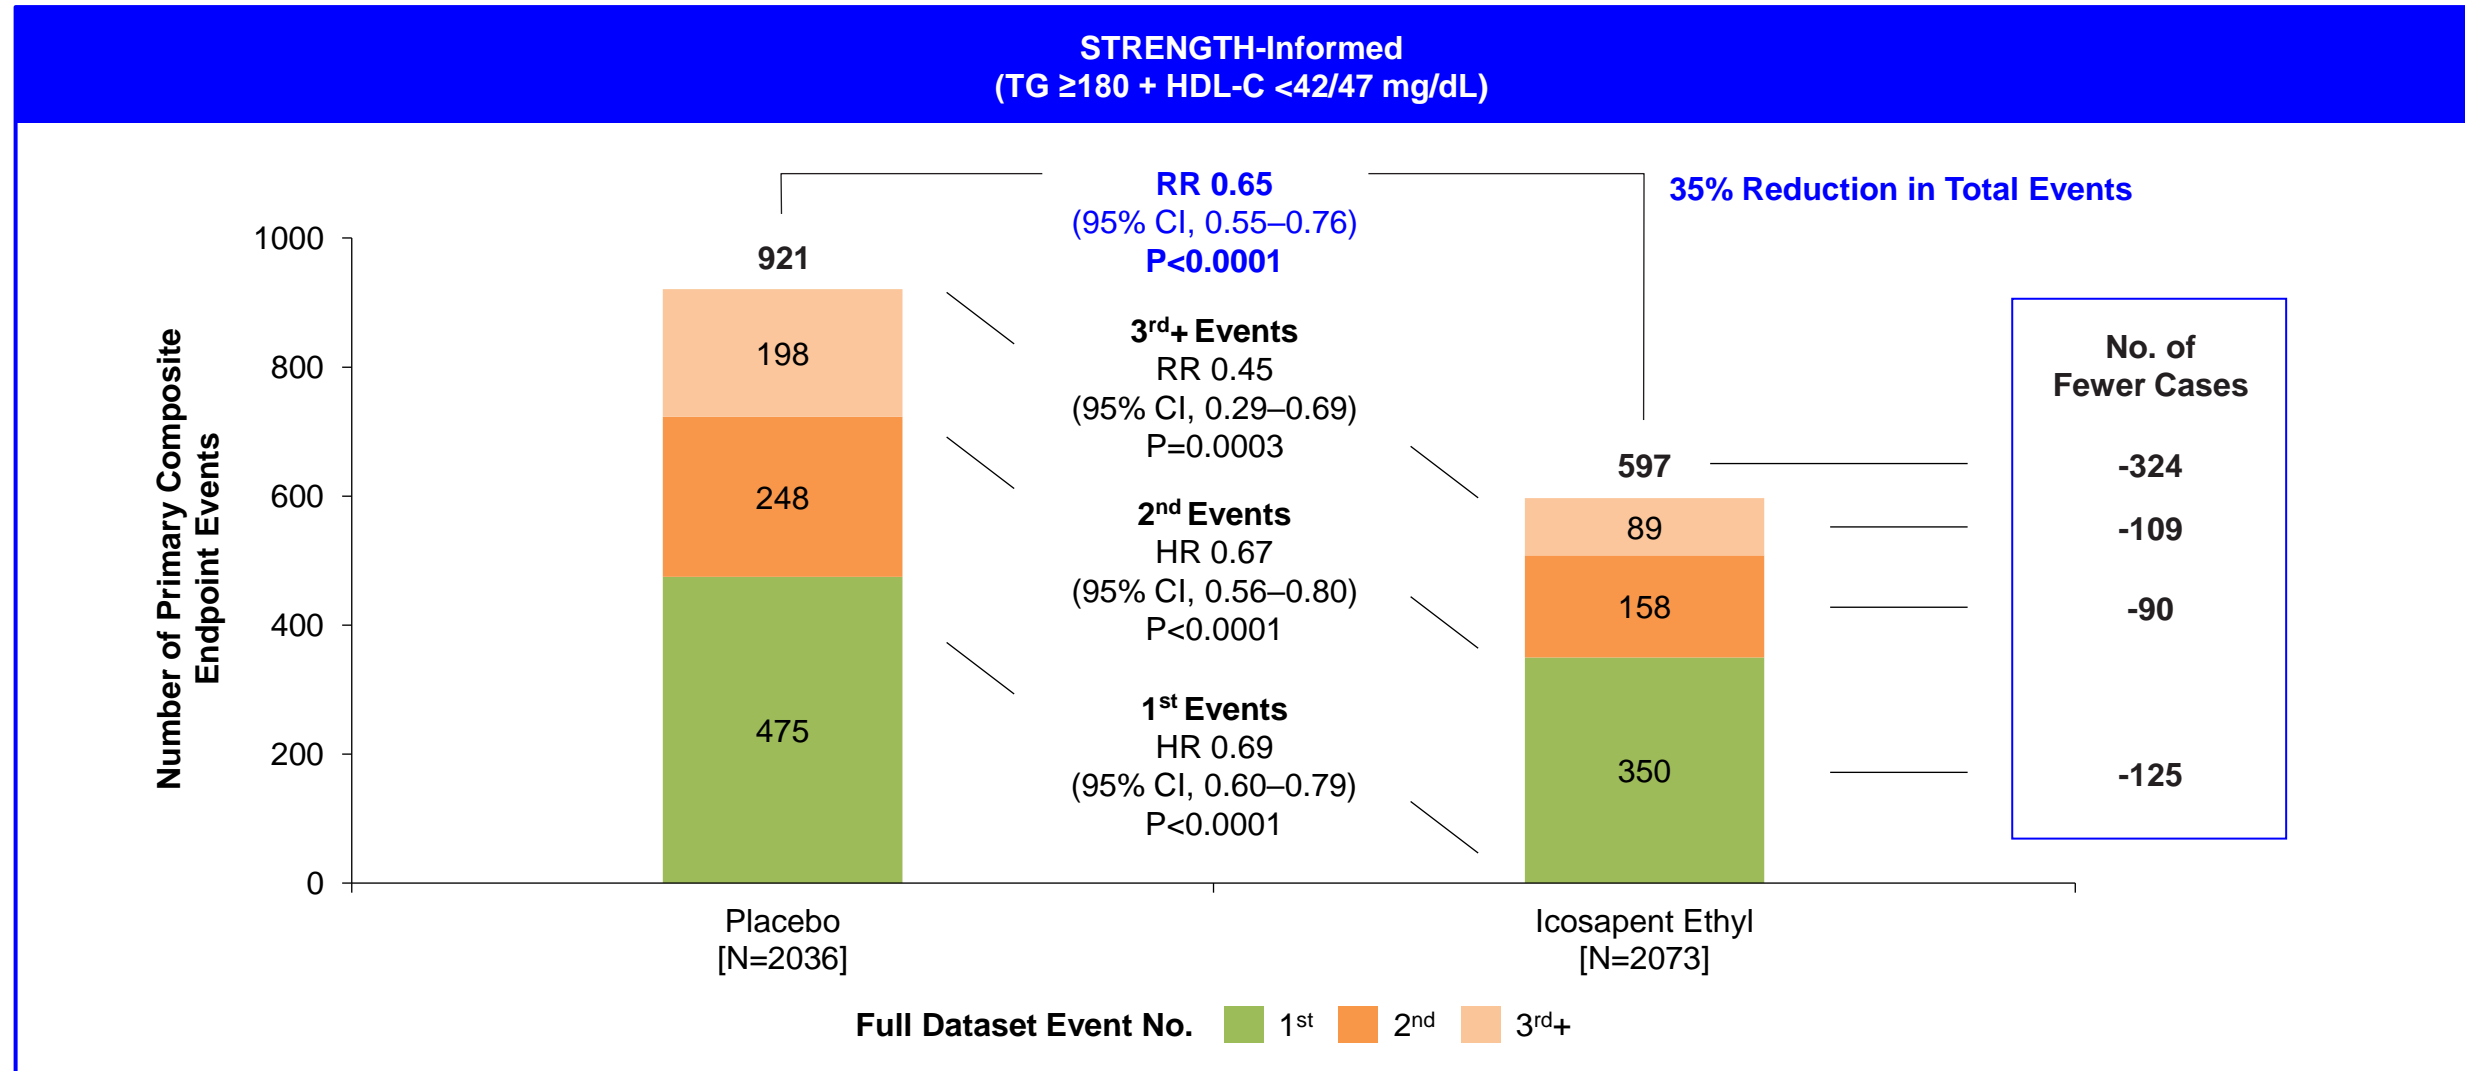 STRENGTH-Informed
(TG ≥180 + HDL-C <42/47 mg/dL)
RR 0.65
(95% CI, 0.55–0.76)
P<0.0001
35% Reduction in Total Events
Number of Primary Composite
Endpoint Events
1000
800
600
400
200
0
921
198
248
475
3rd+ Events
RR 0.45
(95% CI, 0.29–0.69)
P=0.0003
2nd Events
HR 0.67
(95% CI, 0.56–0.80)
P<0.0001
1st Events
HR 0.69
(95% CI, 0.60–0.79)
P<0.0001
597
89
158
350
No. of
Fewer Cases
-324
-109
-90
-125
Placebo
[N=2036]
Icosapent Ethyl
[N=2073]
Full Dataset Event No. 1st 2nd 3rd+